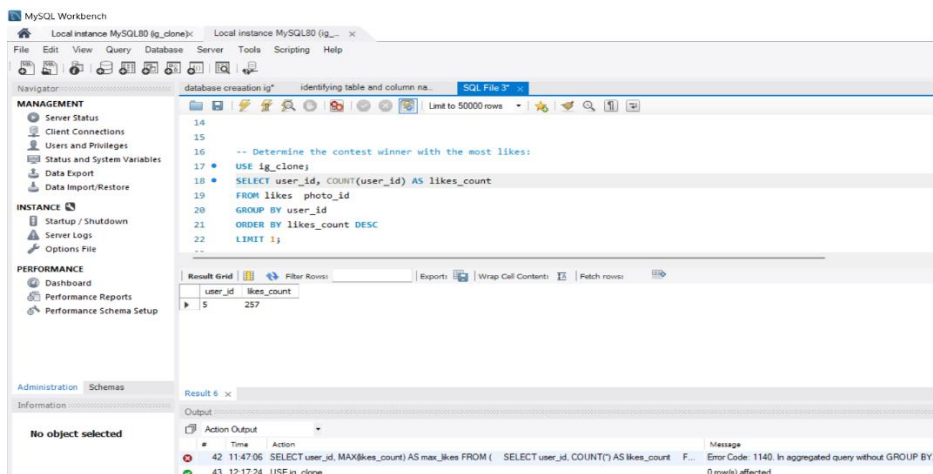 MySQL Workbench
Local instance MySQL80 (ig_clone)× Local instance MySQL80 (ig_... ×
File Edit View Query Database Server Tools Scripting Help
Navigator database creaation ig* identifying table and column na... SQL File 3* ×
MANAGEMENT
Server Status
Client Connections
Users and Privileges
Status and System Variables
Data Export
Data Import/Restore
INSTANCE
Startup / Shutdown
Server Logs
Options File
PERFORMANCE
Dashboard
Performance Reports
Performance Schema Setup
Administration Schemas
Information
No object selected
Limit to 50000 rows
14
15
16 -- Determine the contest winner with the most likes:
17 USE ig_clone;
18 SELECT user_id, COUNT(user_id) AS likes_count
19 FROM likes photo_id
20 GROUP BY user_id
21 ORDER BY likes_count DESC
22 LIMIT 1;
Result Grid Filter Rows: Export: Wrap Cell Content: Fetch rows:
user_id likes_count
5 257
Result 6 ×
Output
Action Output
# Time Action Message
42 11:47:06 SELECT user_id, MAX(likes_count) AS max_likes FROM ( SELECT user_id, COUNT(*) AS likes_count F... Error Code: 1140. In aggregated query without GROUP BY
43 12:17:24 USE ig_clone 0 row(s) affected